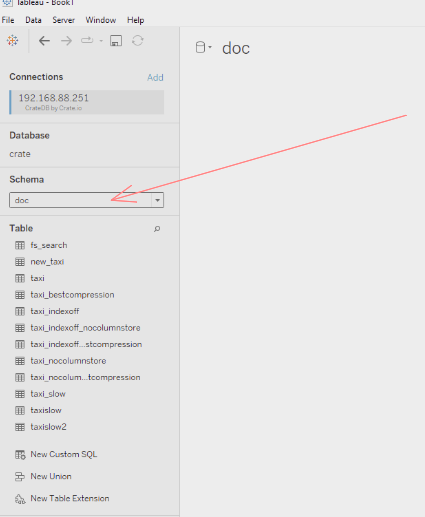 Tableau - Book1
File Data Server Window Help
doc
Connections Add
192.168.88.251
CrateDB by Crate.io
Database
crate
Schema
doc
Table
fs_search
new_taxi
taxi
taxi_bestcompression
taxi_indexoff
taxi_indexoff_nocolumnstore
taxi_indexoff...stcompression
taxi_nocolumnstore
taxi_nocolum...tcompression
taxi_slow
taxislow
taxislow2
New Custom SQL
New Union
New Table Extension